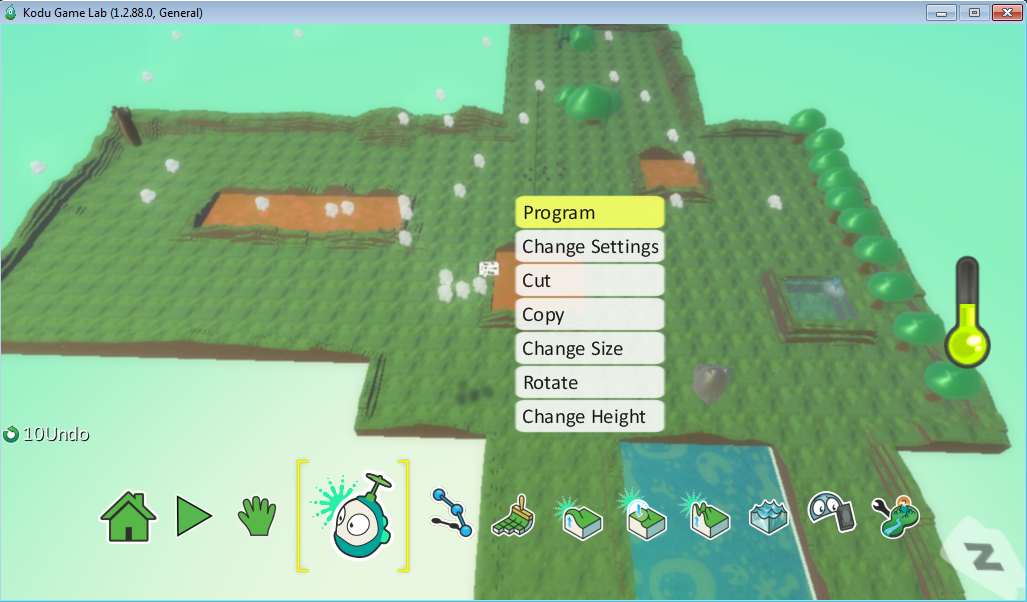 Kodu Game Lab (1.2.88.0, General)
Program
Change Settings
Cut
Copy
Change Size
Rotate
Change Height
10Undo
Z